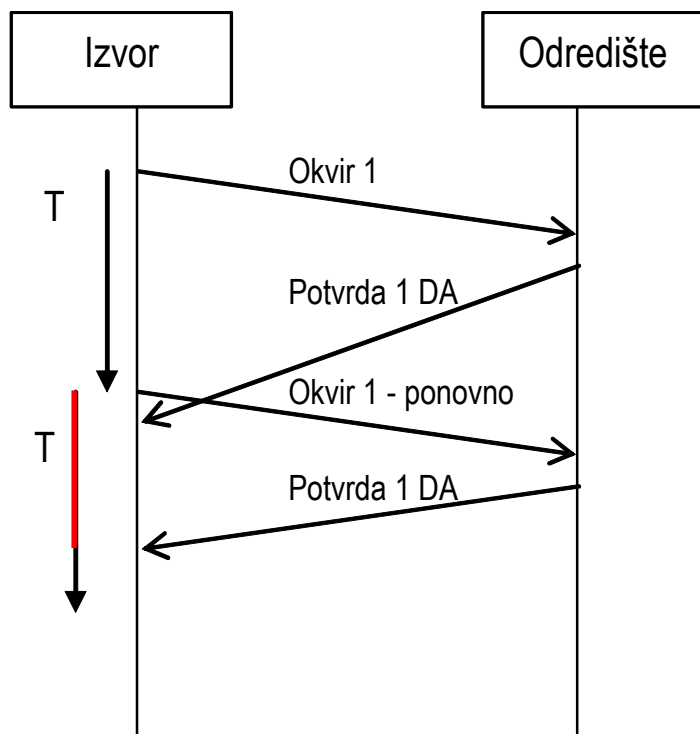 Izvor
Odredište
Okvir 1
T
Potvrda 1 DA
Okvir 1 - ponovno
T
Potvrda 1 DA